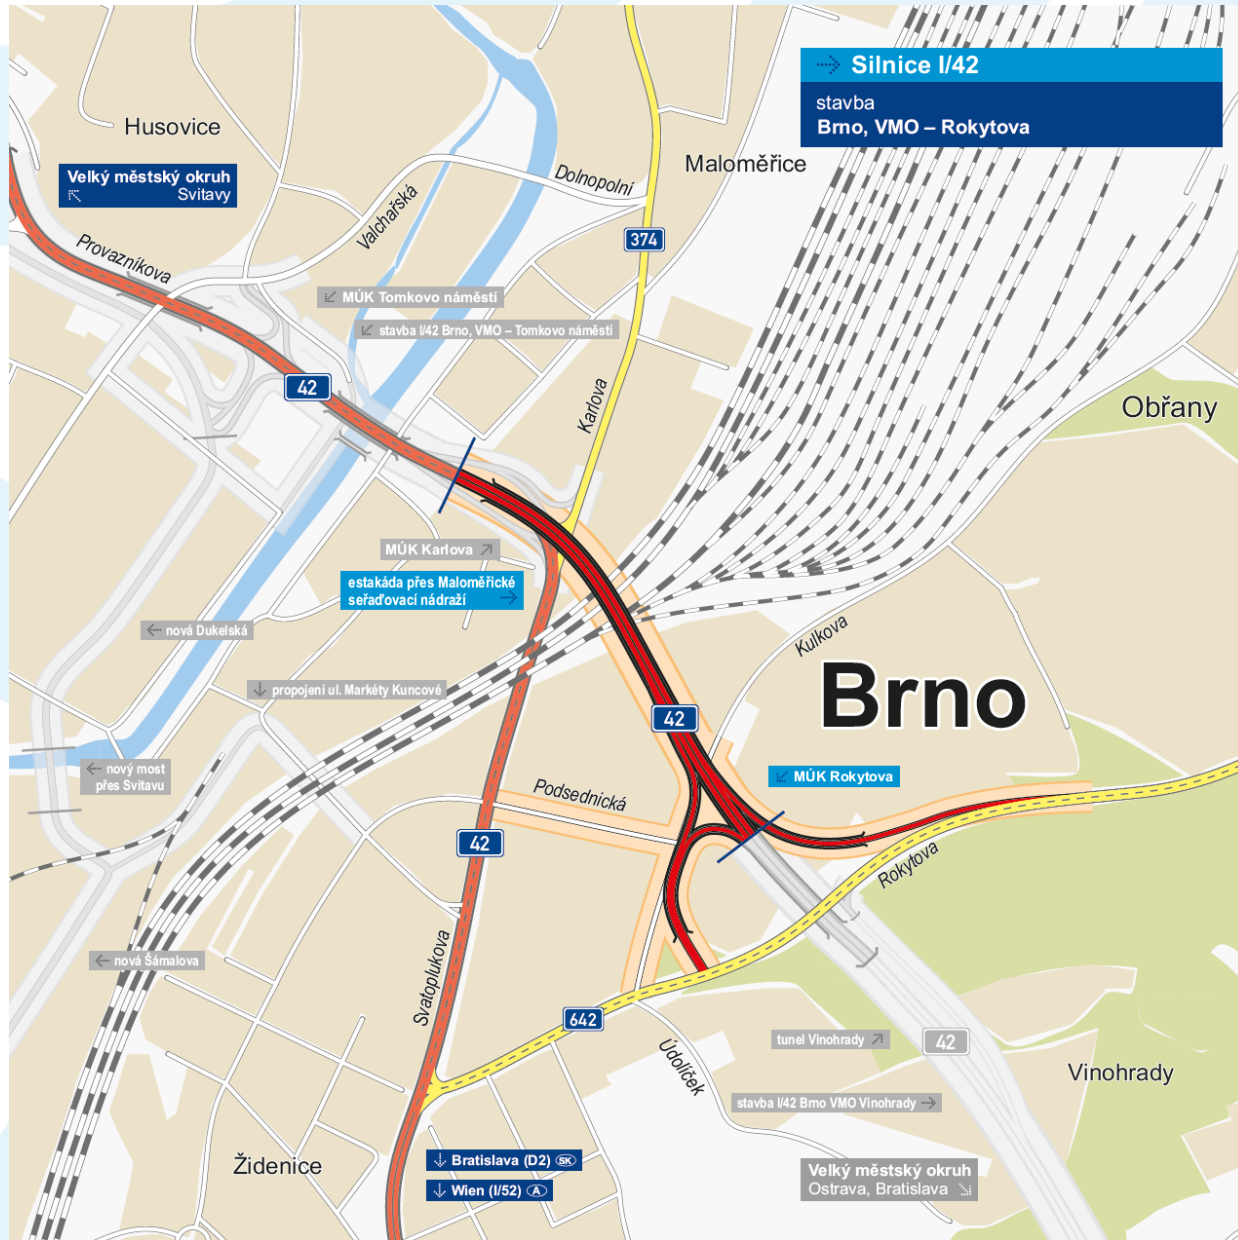 Silnice I/42
stavba
Brno, VMO – Rokytova
Husovice
Velký městský okruh
Svitavy
Maloměřice
Dolnopolní
Valchařská
374
Provazníkova
MÚK Tomkovo náměstí
stavba I/42 Brno, VMO – Tomkovo náměstí
42
Karlova
Obřany
MÚK Karlova
estakáda přes Maloměřické
seřaďovací nádraží
nová Dukelská
Kulkova
propojení ul. Markéty Kuncové
Brno
42
nový most
přes Svitavu
MÚK Rokytova
Podsednická
42
Rokytova
nová Šámalova
Svatoplukova
642
tunel Vinohrady
42
Údolíček
Vinohrady
stavba I/42 Brno VMO Vinohrady
Židenice
Bratislava (D2) SK
Wien (I/52) A
Velký městský okruh
Ostrava, Bratislava